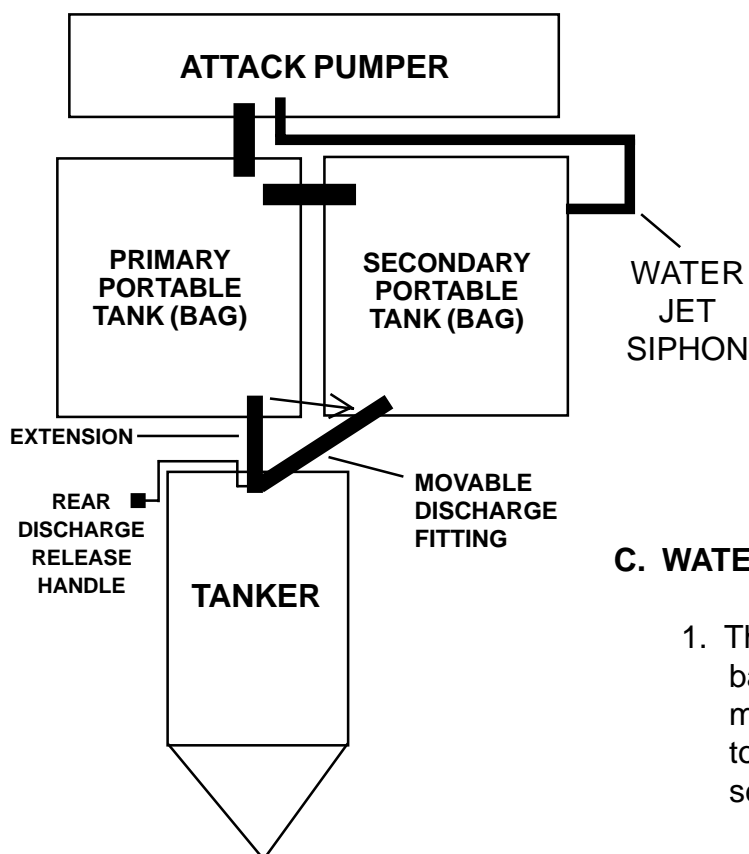 ATTACK PUMPER
PRIMARY
PORTABLE
TANK (BAG)
SECONDARY
PORTABLE
TANK (BAG)
WATER
JET
SIPHON
EXTENSION
MOVABLE
DISCHARGE
FITTING
REAR
DISCHARGE
RELEASE
HANDLE
TANKER
C. WATE
1. Th
ba
m
to
se